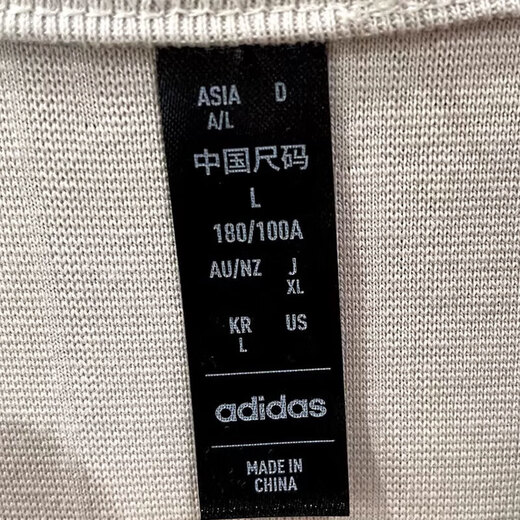 ASIA D
A/L
中国尺码
L
180/100A
AU/NZ J
XL
KR US
L
adidas
MADE IN
CHINA